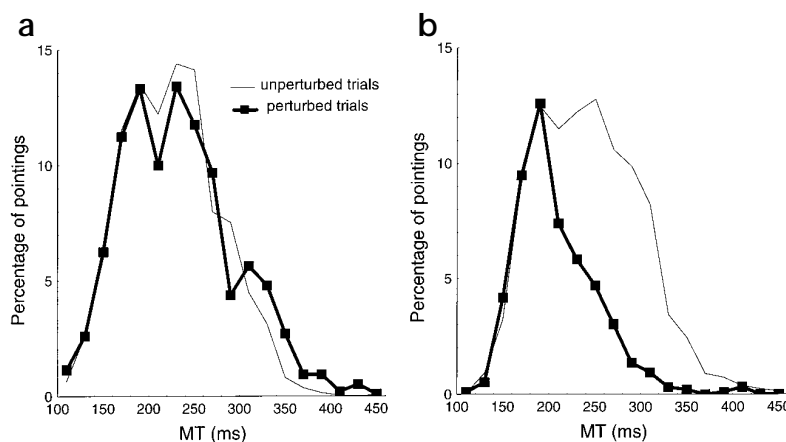 a
15
10
5
0
Percentage of pointings
unperturbed trials
perturbed trials
100 150 200 250 300 350 400 450
MT (ms)
b
15
10
5
0
Percentage of pointings
100 150 200 250 300 350 400 450
MT (ms)